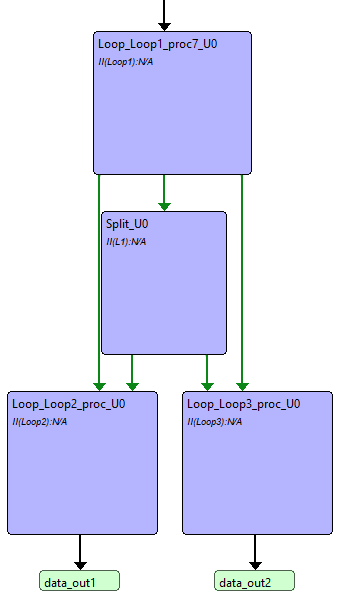 Loop_Loop1_proc7_U0
II(Loop1):N/A
Split_U0
II(L1):N/A
Loop_Loop2_proc_U0
II(Loop2):N/A
Loop_Loop3_proc_U0
II(Loop3):N/A
data_out1
data_out2